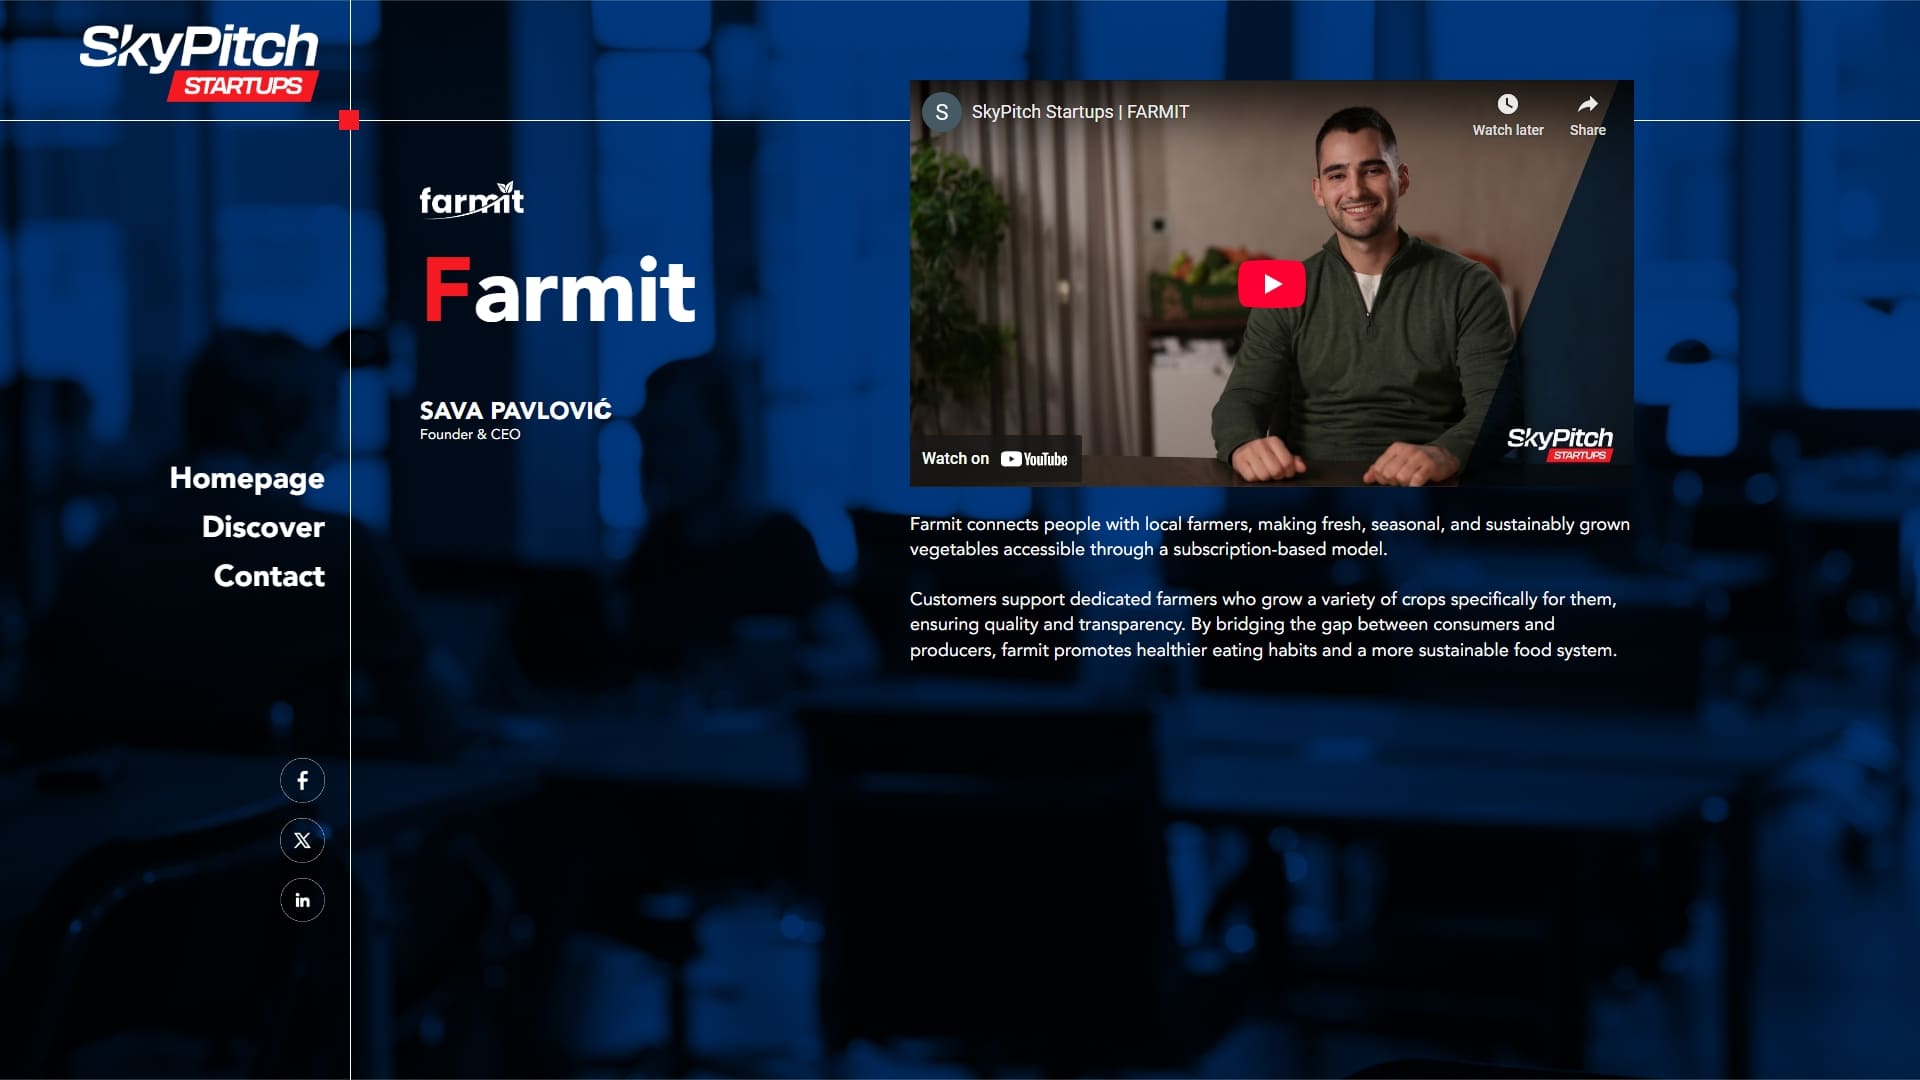 SkyPitch
STARTUPS
Homepage
Discover
Contact
farmit
Farmit
SAVA PAVLOVIĆ
Founder & CEO
S
SkyPitch Startups | FARMIT
Watch later
Share
SkyPitch
STARTUPS
Watch on YouTube
Farmit connects people with local farmers, making fresh, seasonal, and sustainably grown
vegetables accessible through a subscription-based model.
Customers support dedicated farmers who grow a variety of crops specifically for them,
ensuring quality and transparency. By bridging the gap between consumers and
producers, farmit promotes healthier eating habits and a more sustainable food system.
f
X
in